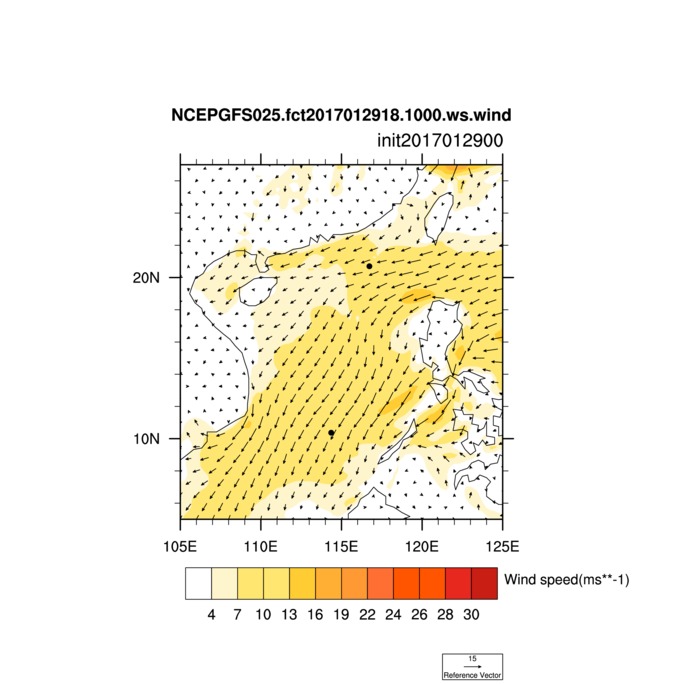 NCEPGFS025.fct2017012918.1000.ws.wind
init2017012900
20N
10N
105E 110E 115E 120E 125E
Wind speed(ms**-1)
4 7 10 13 16 19 22 24 26 28 30
15
Reference Vector